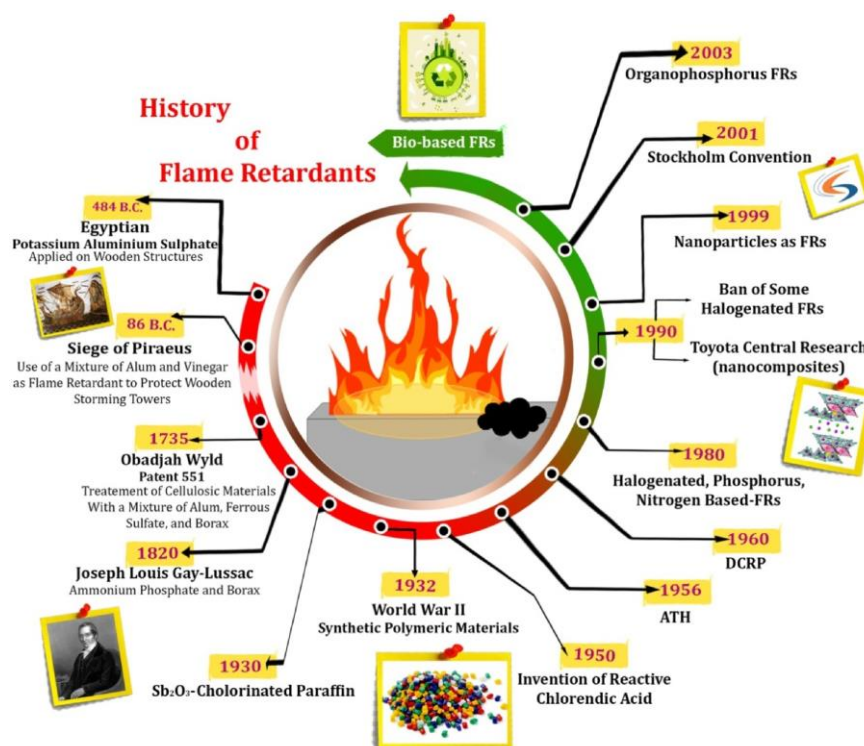 History
of
Flame Retardants
Bio-based FRs
484 B.C.
Egyptian
Potassium Aluminium Sulphate
Applied on Wooden Structures
86 B.C.
Siege of Piraeus
Use of a Mixture of Alum and Vinegar
as Flame Retardant to Protect Wooden
Storming Towers
1735
Obadjah Wyld
Patent 551
Treatement of Cellulosic Materials
With a Mixture of Alum, Ferrous
Sulfate, and Borax
1820
Joseph Louis Gay-Lussac
Ammonium Phosphate and Borax
1930
Sb₂O₃-Cholorinated Paraffin
1932
World War II
Synthetic Polymeric Materials
1950
Invention of Reactive
Chlorendic Acid
1956
ATH
1960
DCRP
1980
Halogenated, Phosphorus,
Nitrogen Based-FRs
1990
Ban of Some
Halogenated FRs
Toyota Central Research
(nanocomposites)
1999
Nanoparticles as FRs
2001
Stockholm Convention
2003
Organophosphorus FRs